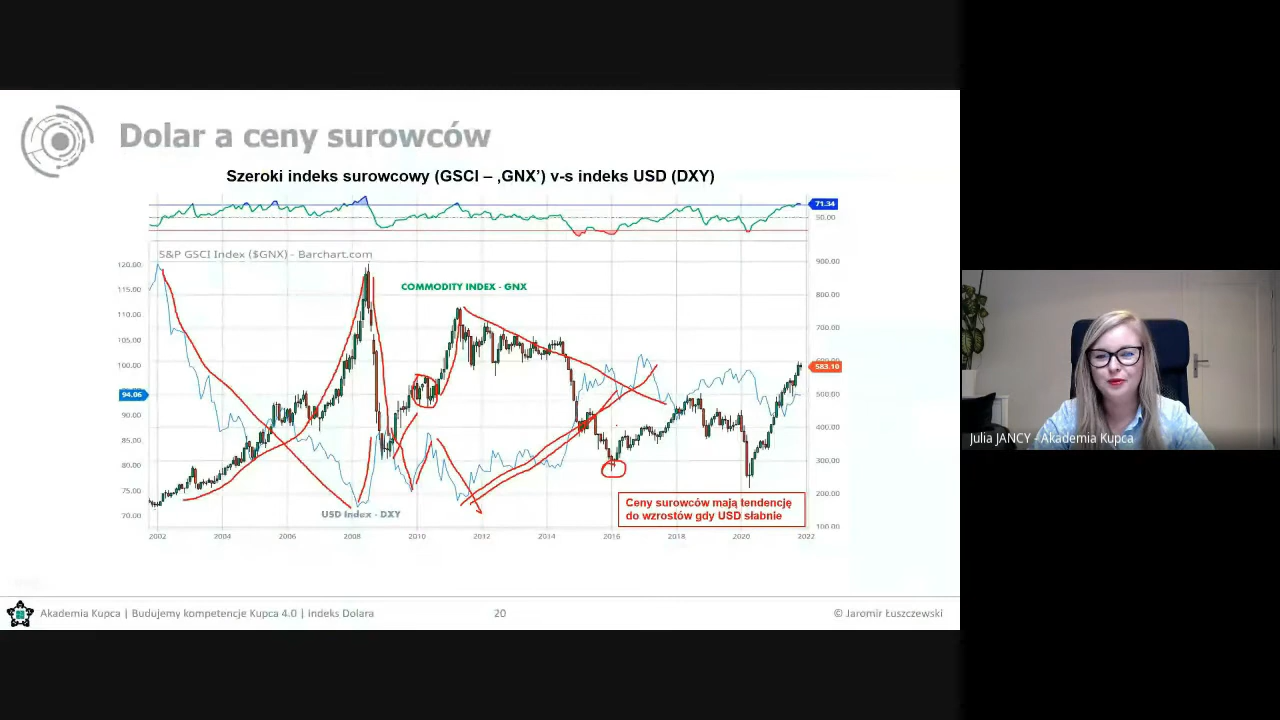 Dolar a ceny surowców
Szeroki indeks surowcowy (GSCI – ‚GNX’) v-s indeks USD (DXY)
71.34
50.00
S&P GSCI Index ($GNX) - Barchart.com
120.00
115.00
110.00
105.00
100.00
94.06
90.00
85.00
80.00
75.00
70.00
COMMODITY INDEX - GNX
USD Index - DXY
900.00
800.00
700.00
583.10
500.00
400.00
300.00
200.00
100.00
Ceny surowców mają tendencję
do wzrostów gdy USD słabnie
2002 2004 2006 2008 2010 2012 2014 2016 2018 2020 2022
Akademia Kupca | Budujemy kompetencje Kupca 4.0 | Indeks Dolara 20 © Jaromir Łuszczewski
Julia JANCY - Akademia Kupca